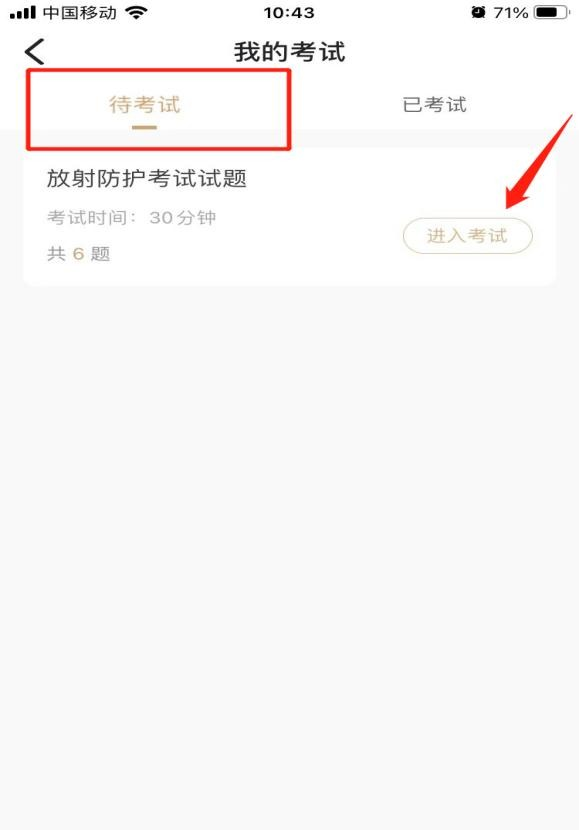 中国移动 10:43 71%
我的考试
待考试 已考试
放射防护考试试题
考试时间：30分钟
进入考试
共 6 题